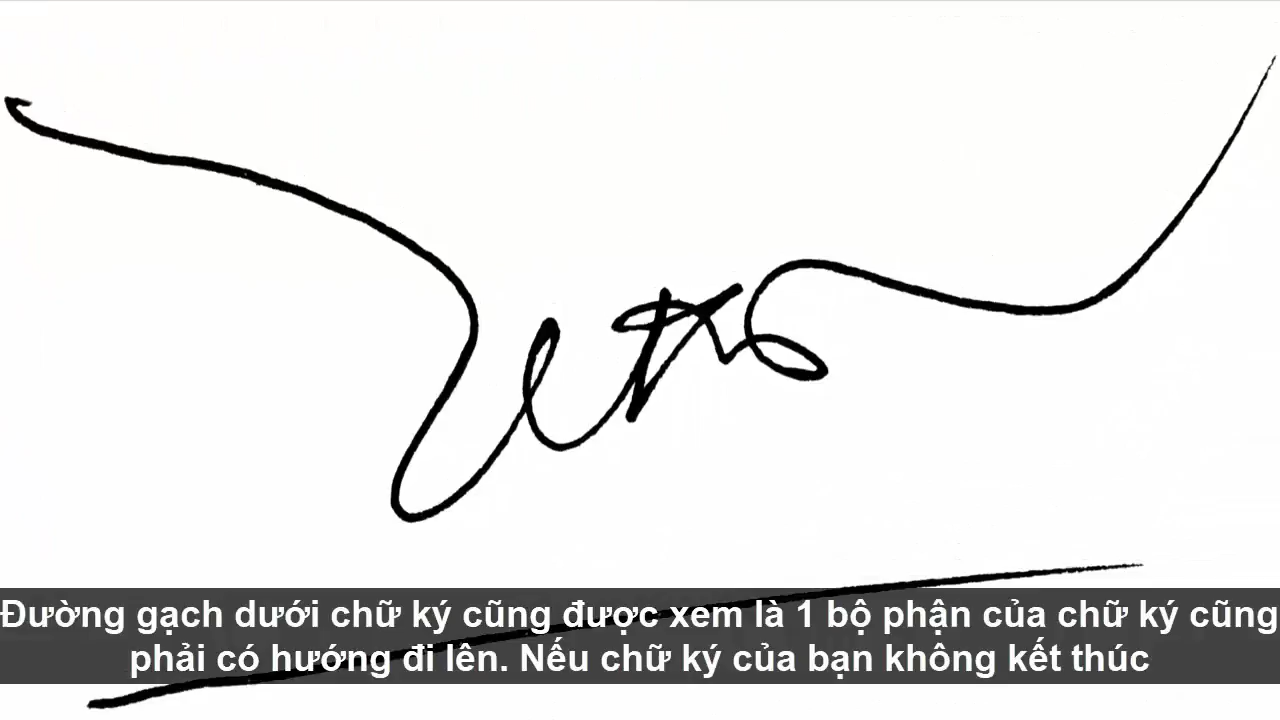 Đường gạch dưới chữ ký cũng được xem là 1 bộ phận của chữ ký cũng
phải có hướng đi lên. Nếu chữ ký của bạn không kết thúc